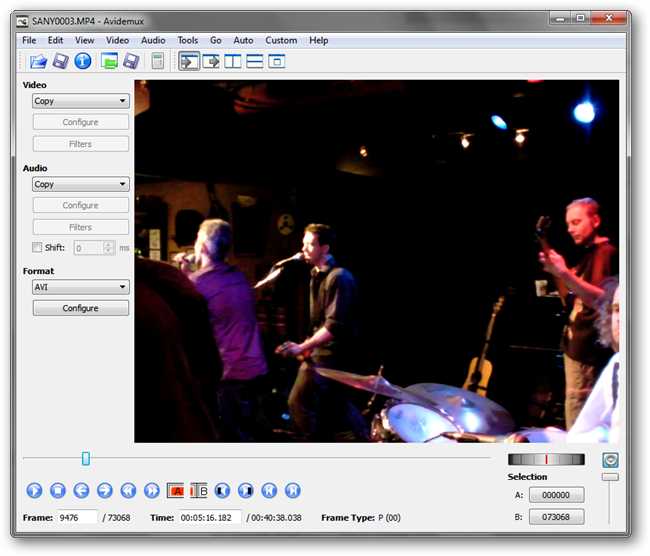 SANY0003.MP4 - Avidemux
File Edit View Video Audio Tools Go Auto Custom Help
Video
Copy
Configure
Filters
Audio
Copy
Configure
Filters
Shift: 0 ms
Format
AVI
Configure
A B
Selection
A: 000000
B: 073068
Frame: 9476 / 73068 Time: 00:05:16.182 / 00:40:38.038 Frame Type: P (00)